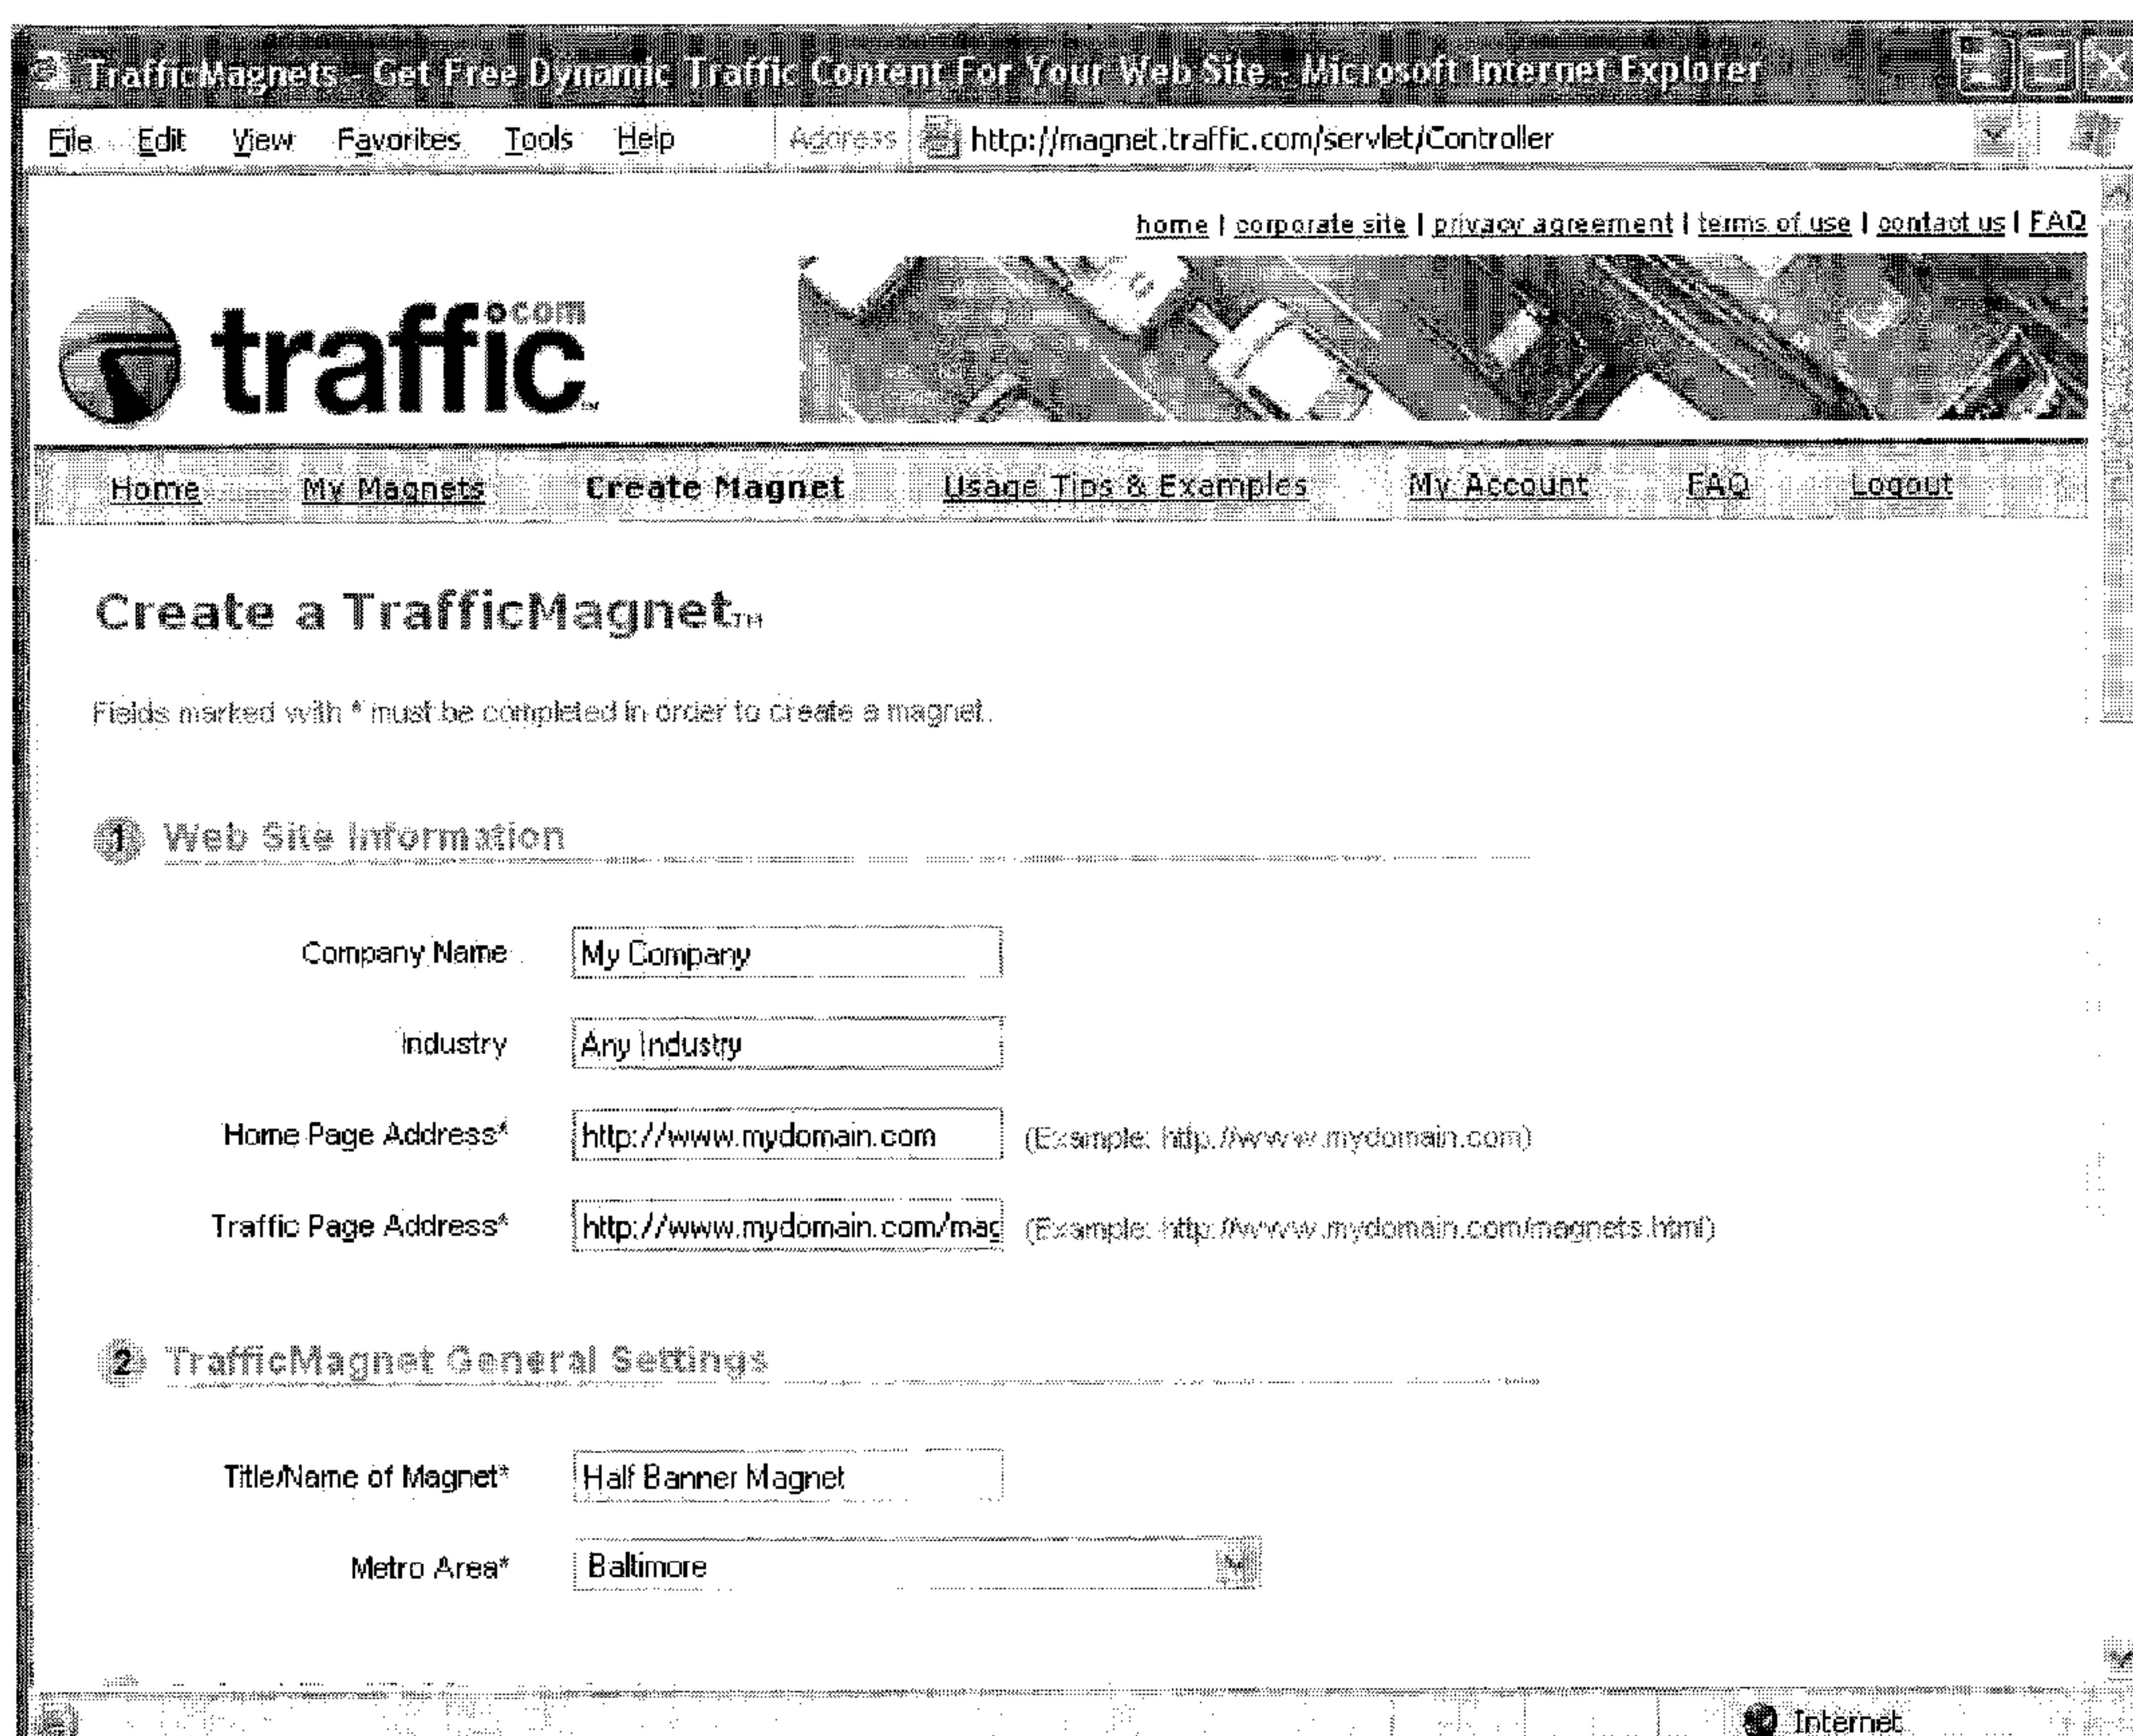 TrafficMagnets - Get Free Dynamic Traffic Content For Your Web Site - Microsoft Internet Explorer
File Edit View Favorites Tools Help Address http://magnet.traffic.com/servlet/Controller
home | corporate site | privacy agreement | terms of use | contact us | FAQ
traffic.com™
Home My Magnets Create Magnet Usage Tips & Examples My Account FAQ Logout
Create a TrafficMagnet™
Fields marked with * must be completed in order to create a magnet.
1 Web Site Information
Company Name My Company
Industry Any Industry
Home Page Address* http://www.mydomain.com (Example: http://www.mydomain.com)
Traffic Page Address* http://www.mydomain.com/mag (Example: http://www.mydomain.com/magnets.html)
2 TrafficMagnet General Settings
Title/Name of Magnet* Half Banner Magnet
Metro Area* Baltimore
Internet